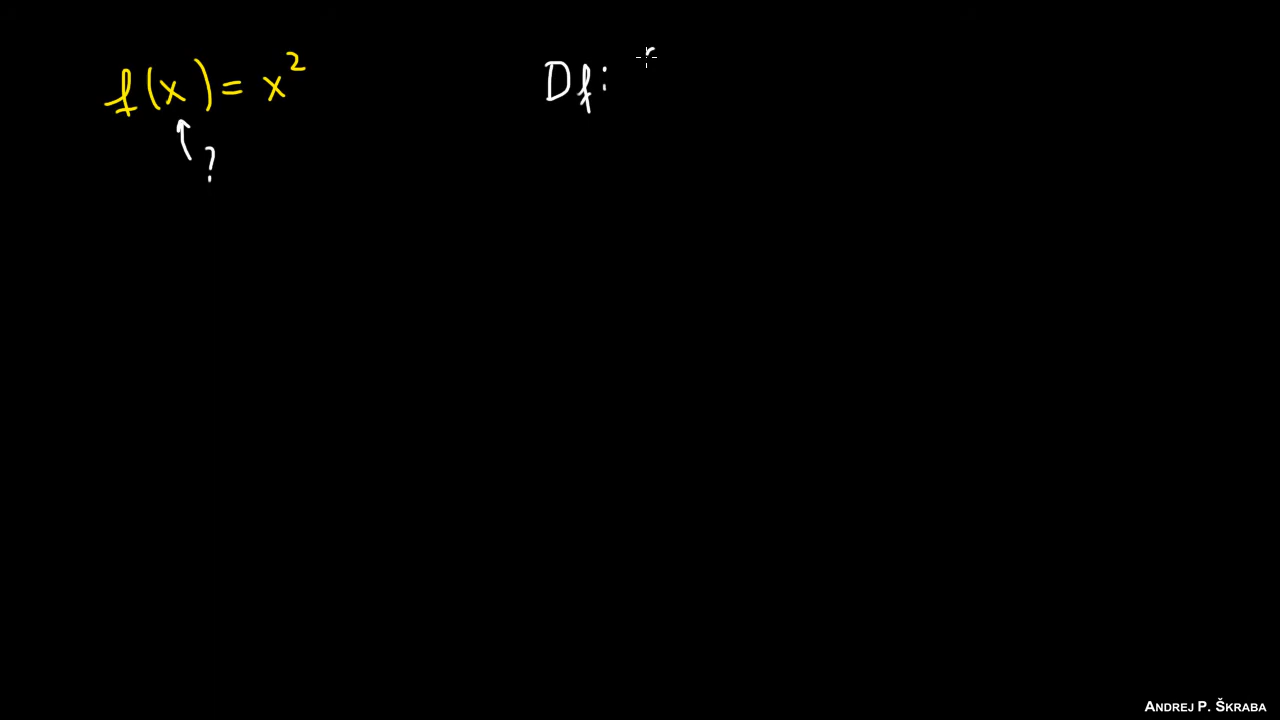 f(x) = x²
Df:
?
ANDREJ P. ŠKRABA